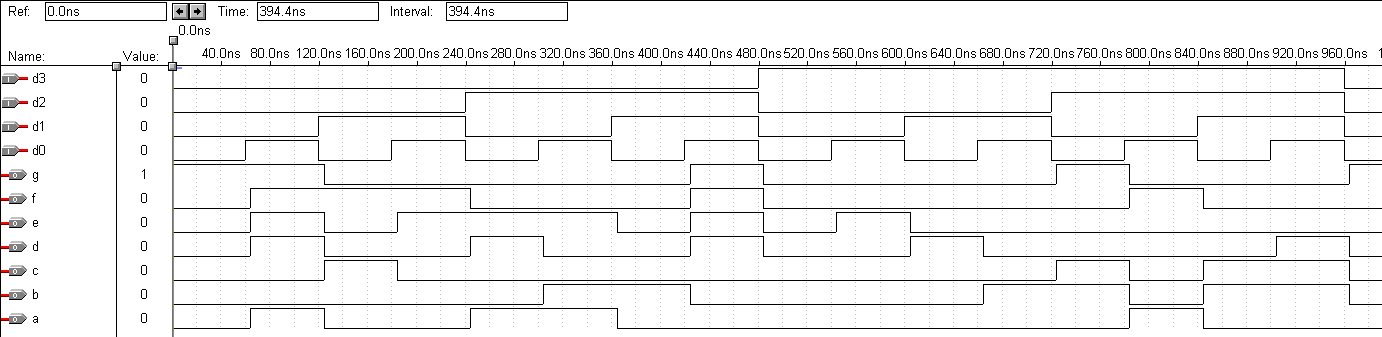 Ref: 0.0ns Time: 394.4ns Interval: 394.4ns
0.0ns
Name: Value: 40.0ns 80.0ns 120.0ns 160.0ns 200.0ns 240.0ns 280.0ns 320.0ns 360.0ns 400.0ns 440.0ns 480.0ns 520.0ns 560.0ns 600.0ns 640.0ns 680.0ns 720.0ns 760.0ns 800.0ns 840.0ns 880.0ns 920.0ns 960.0ns 1
I d3 0
I d2 0
I d1 0
I d0 0
O g 1
O f 0
O e 0
O d 0
O c 0
O b 0
O a 0